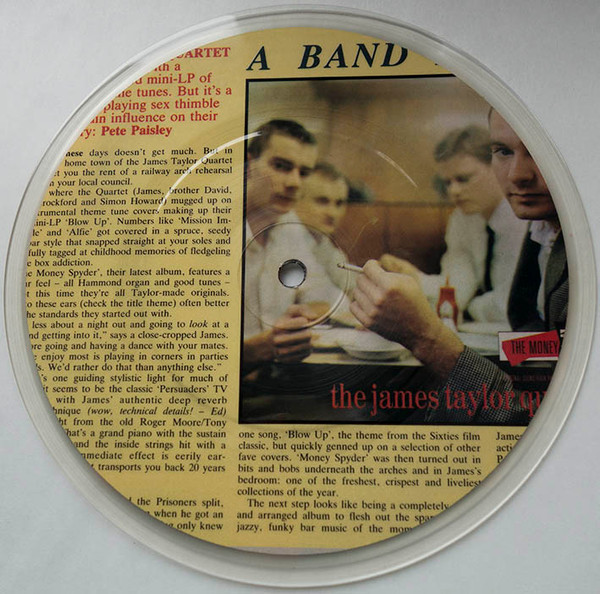 QUARTET
with a
mini-LP of
tunes. But it's a
playing sex thimble
influence on their
Pete Paisley
these days doesn't get much. But in
home town of the James Taylor Quartet
you the rent of a railway arch rehearsal
your local council.
where the Quartet (James, brother David,
and Simon Howard) mugged up on
theme tune covers making up their
mini-LP 'Blow Up'. Numbers like 'Mission Im-
and 'Alfie' got covered in a spruce, seedy
bar style that snapped straight at your soles and
fully tagged at childhood memories of fledgeling
box addiction.
Money Spyder', their latest album, features a
feel – all Hammond organ and good tunes –
this time they're all Taylor-made originals.
these ears (check the title theme) often better
the standards they started out with.
less about a night out and going to look at a
getting into it," says a close-cropped James.
going and having a dance with your mates.
enjoy most is playing in corners in parties
We'd rather do that than anything else."
one guiding stylistic light for much of
it seems to be the classic 'Persuaders' TV
with James' authentic deep reverb
technique (wow, technical details! – Ed)
from the old Roger Moore/Tony
That's a grand piano with the sustain
and the inside strings hit with a
immediate effect is eerily
transports you back 20 years
the Prisoners split,
when he got an
only knew
A BAND
THE MONEY
the james taylor
one song, 'Blow Up', the theme from the Sixties film
classic, but quickly genned up on a selection of other
fave covers. 'Money Spyder' was then turned out in
bits and bobs underneath the arches and in James's
bedroom: one of the freshest, crispest and liveliest
collections of the year.
The next step looks like being a completely
and arranged album to flesh out the
jazzy, funky bar music of the